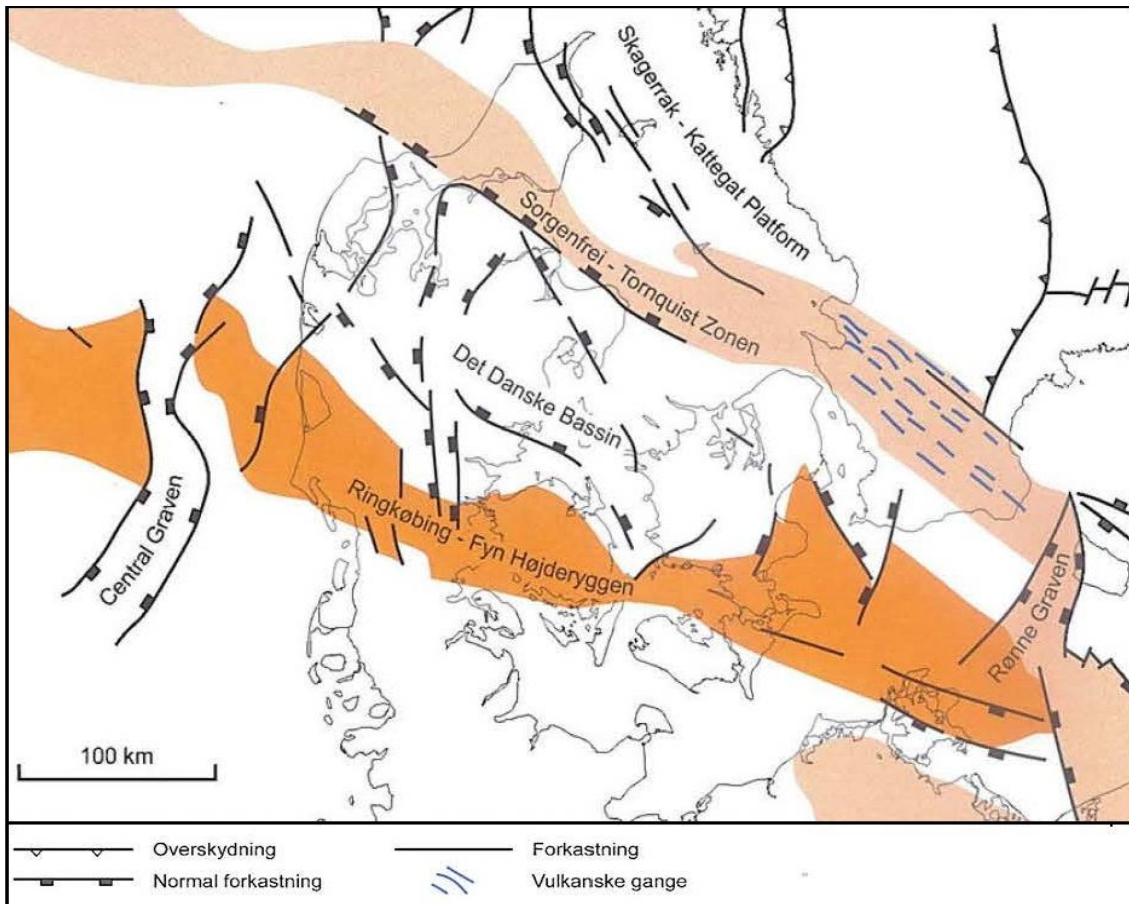 Skagerrak - Kattegat Platform
Sorgenfrei - Tornquist Zonen
Det Danske Bassin
Ringkøbing - Fyn Højderyggen
Central Graven
Rønne Graven
100 km
Overskydning
Forkastning
Normal forkastning
Vulkanske gange